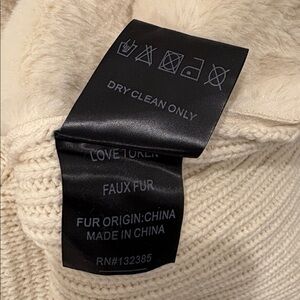 DRY CLEAN ONLY
LOVE TOKEN
FAUX FUR
FUR ORIGIN:CHINA
MADE IN CHINA
RN#132385